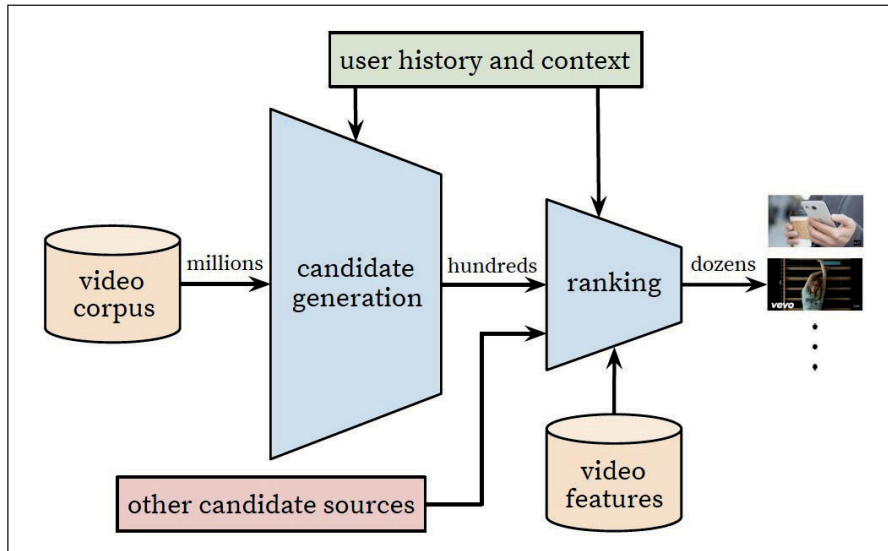 user history and context
video
corpus
millions
candidate
generation
hundreds
ranking
dozens
vevo
other candidate sources
video
features